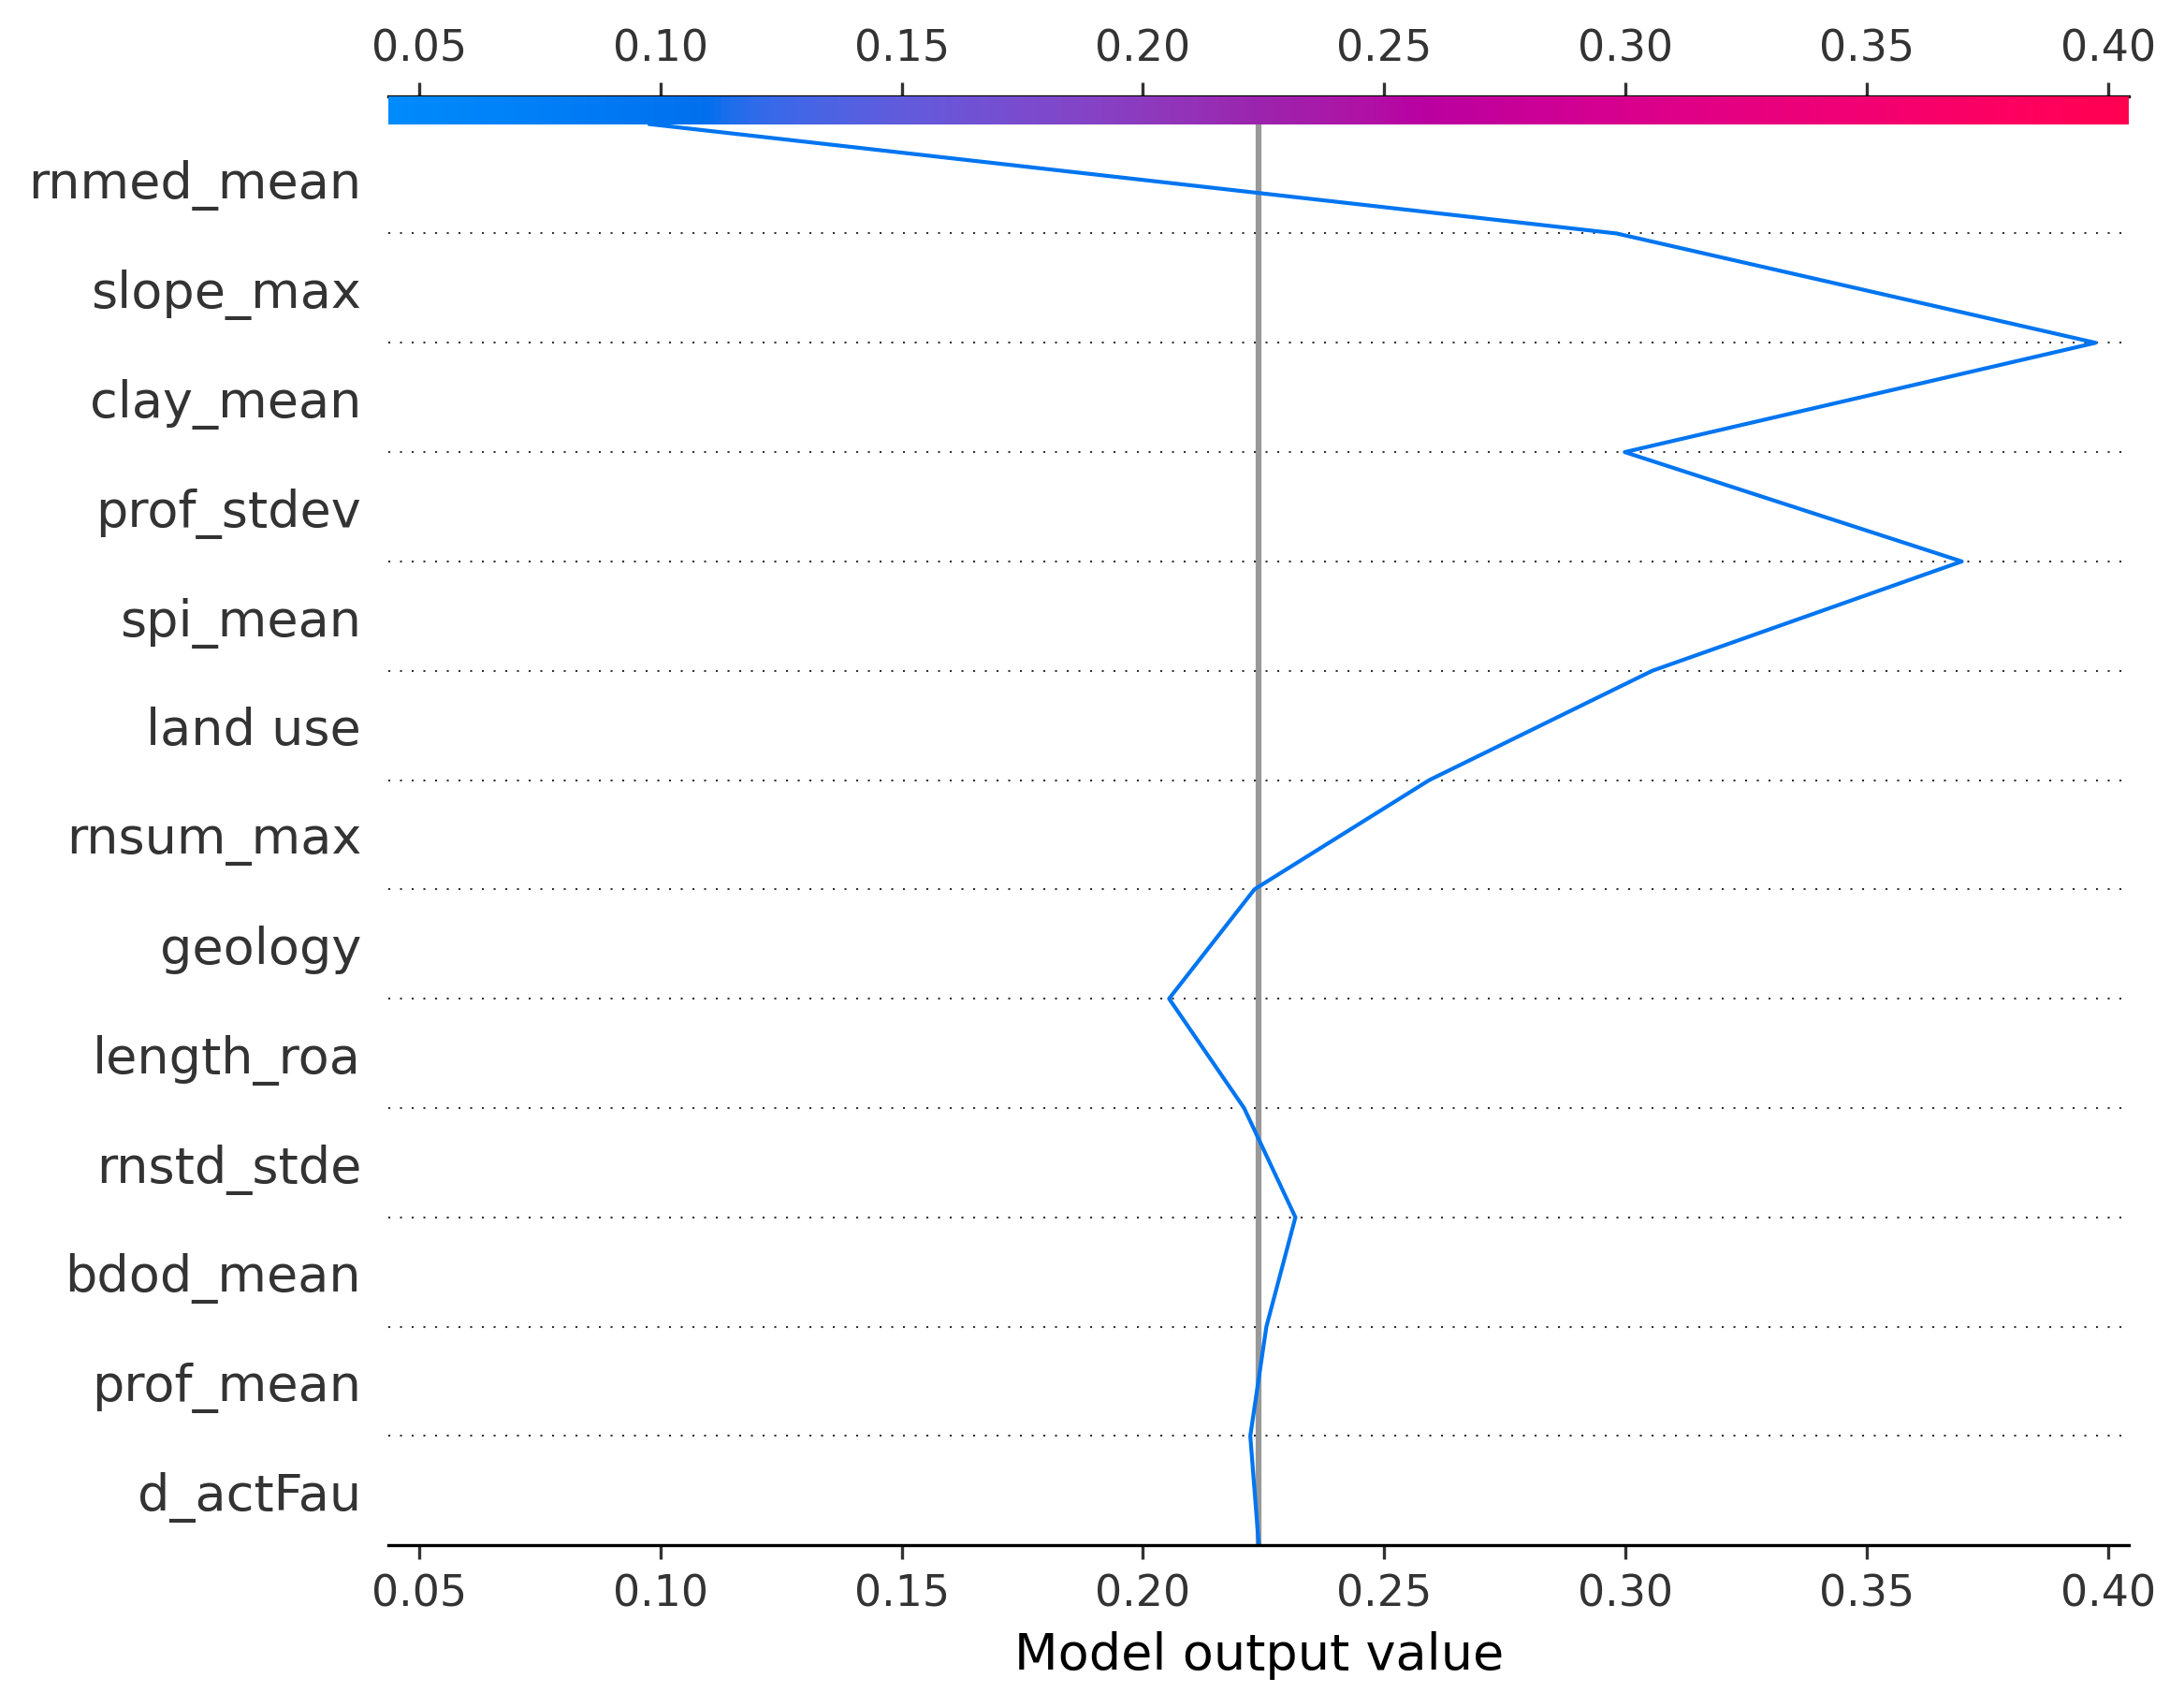 0.05 0.10 0.15 0.20 0.25 0.30 0.35 0.40
rnmed_mean
slope_max
clay_mean
prof_stdev
spi_mean
land use
rnsum_max
geology
length_roa
rnstd_stde
bdod_mean
prof_mean
d_actFau
0.05 0.10 0.15 0.20 0.25 0.30 0.35 0.40
Model output value